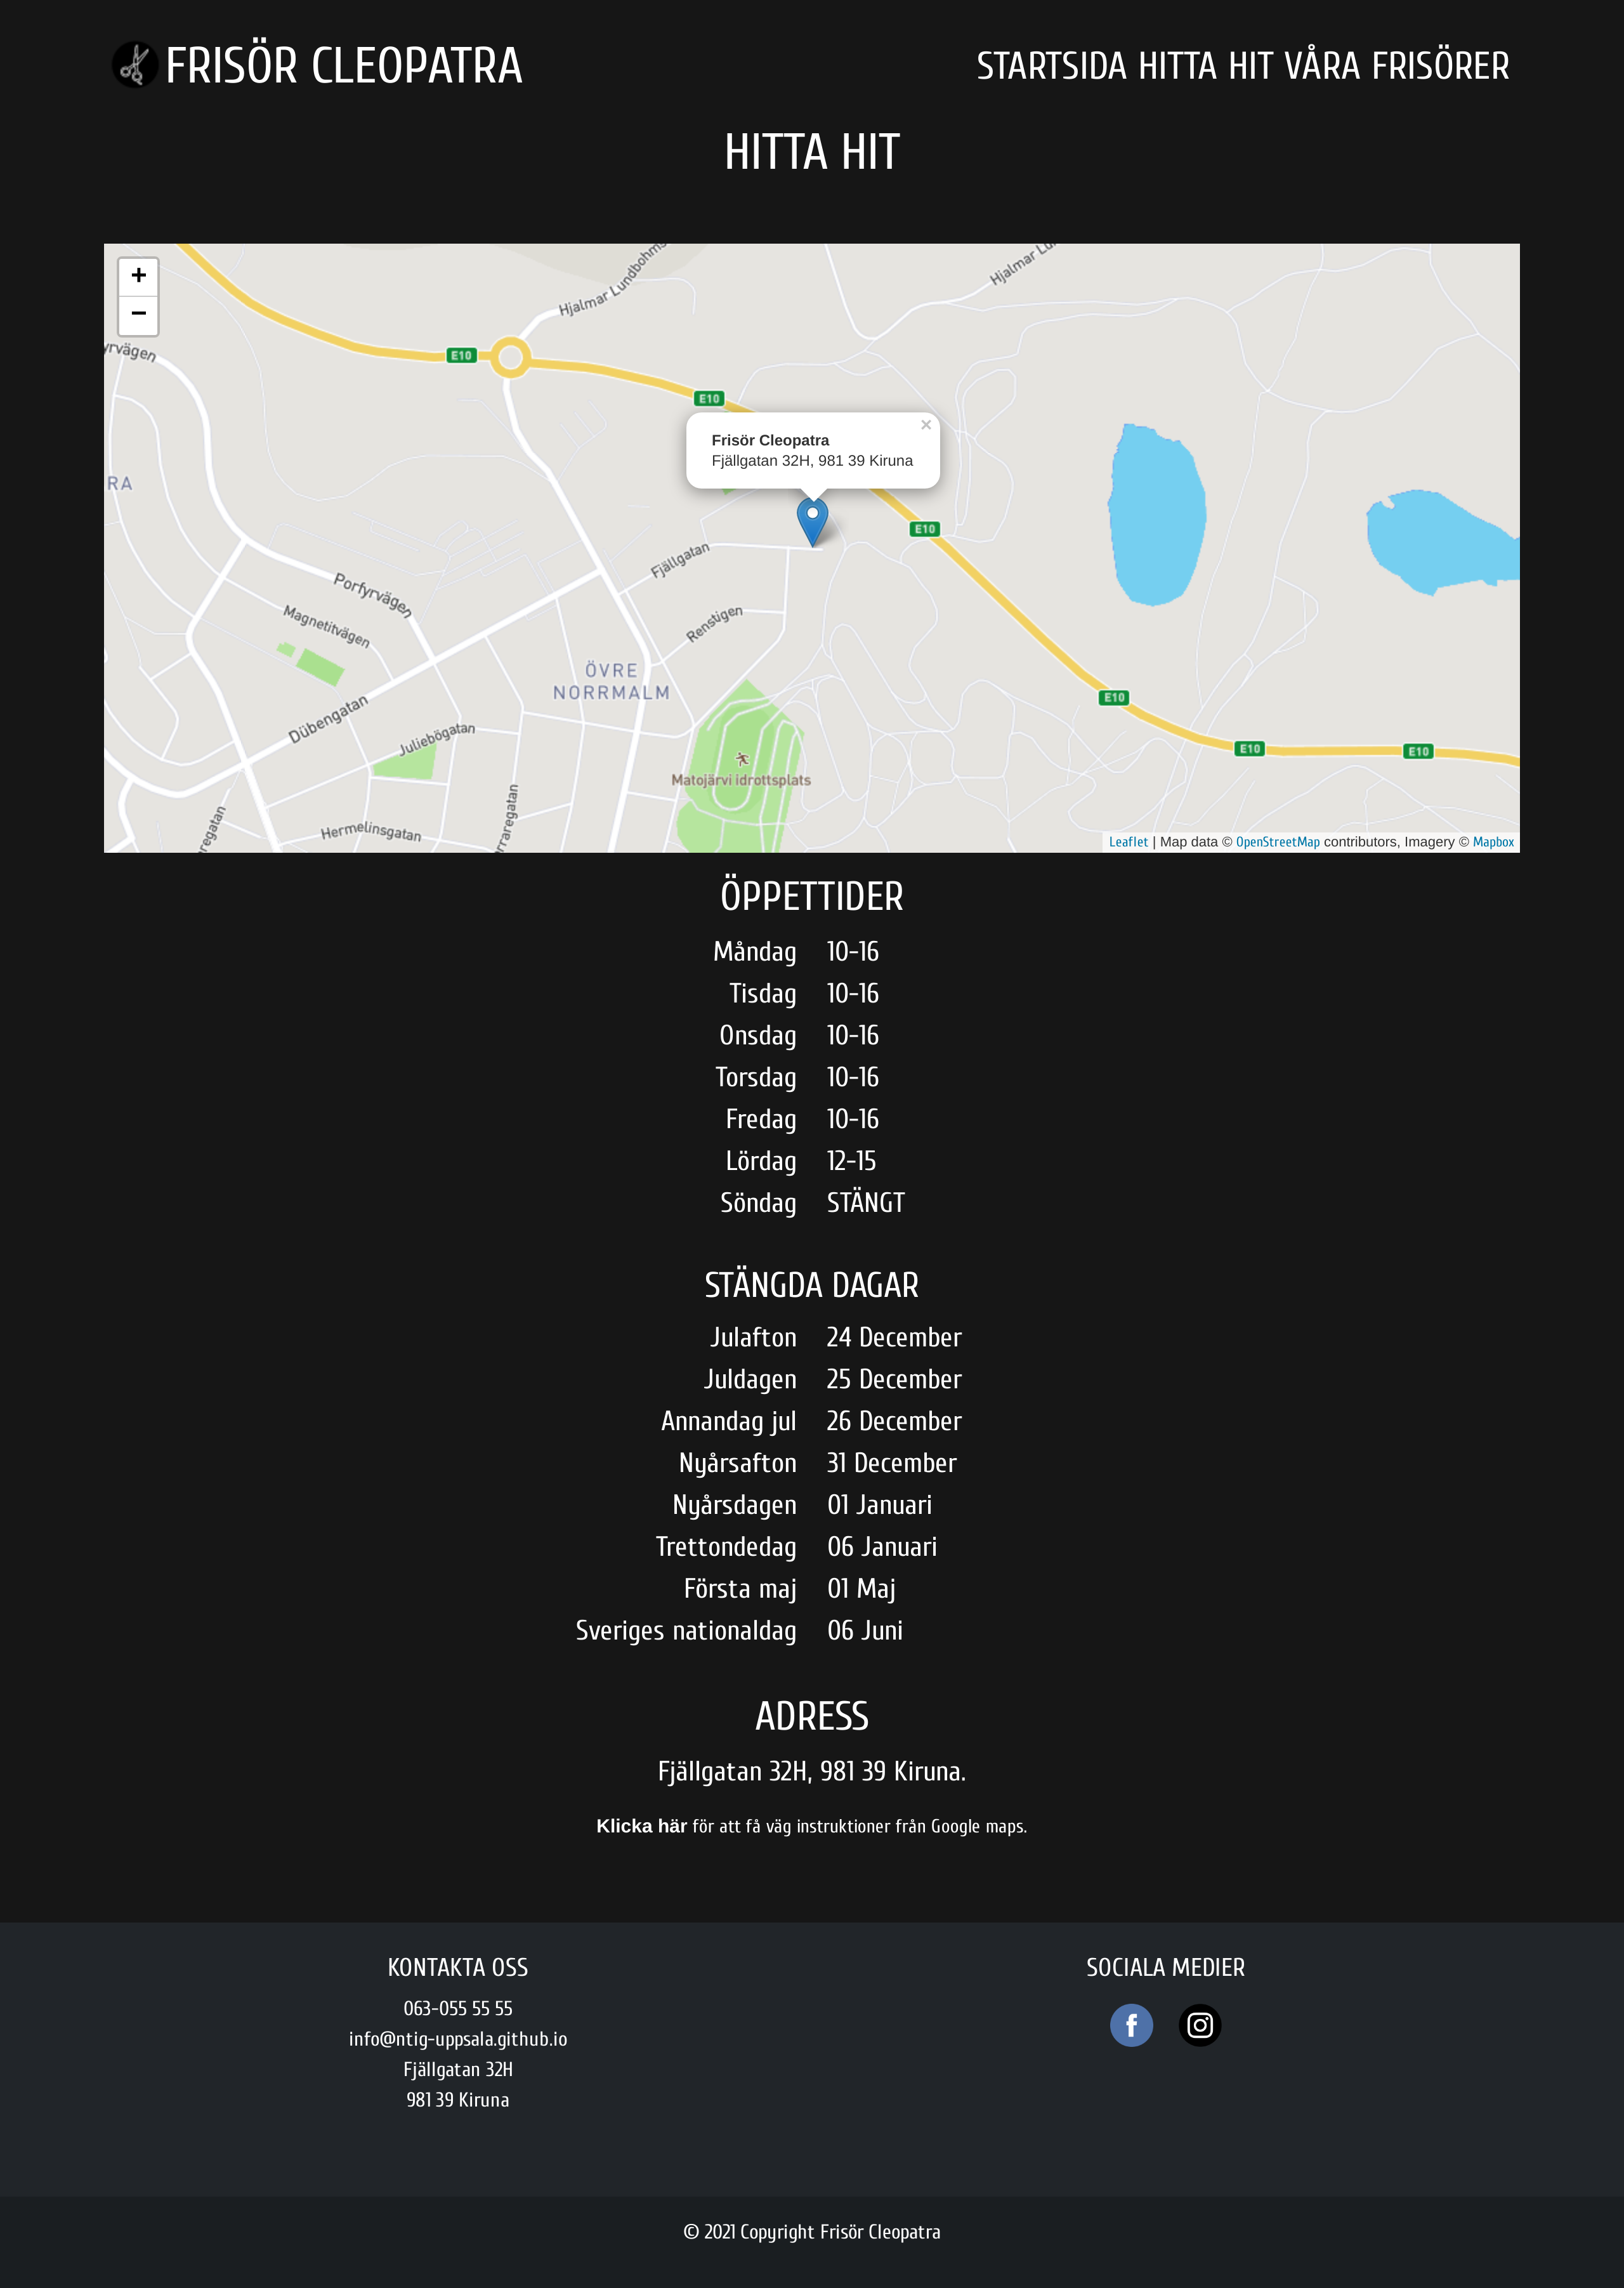 FRISÖR CLEOPATRA
STARTSIDA HITTA HIT VÅRA FRISÖRER
HITTA HIT
+
−
Hjalmar Lundbohms
E10
E10
Frisör Cleopatra
Fjällgatan 32H, 981 39 Kiruna
×
E10
Fjällgatan
Porfyrvägen
Magnetitvägen
Renstigen
ÖVRE
NORRMALM
E10
Dübengatan
Juliebögatan
E10
E10
Matojärvi idrottsplats
Hermelinsgatan
Leaflet | Map data © OpenStreetMap contributors, Imagery © Mapbox
ÖPPETTIDER
Måndag 10-16
Tisdag 10-16
Onsdag 10-16
Torsdag 10-16
Fredag 10-16
Lördag 12-15
Söndag STÄNGT
STÄNGDA DAGAR
Julafton 24 December
Juldagen 25 December
Annandag jul 26 December
Nyårsafton 31 December
Nyårsdagen 01 Januari
Trettondedag 06 Januari
Första maj 01 Maj
Sveriges nationaldag 06 Juni
ADRESS
Fjällgatan 32H, 981 39 Kiruna.
Klicka här för att få väg instruktioner från Google maps.
KONTAKTA OSS
063-055 55 55
info@ntig-uppsala.github.io
Fjällgatan 32H
981 39 Kiruna
SOCIALA MEDIER
© 2021 Copyright Frisör Cleopatra